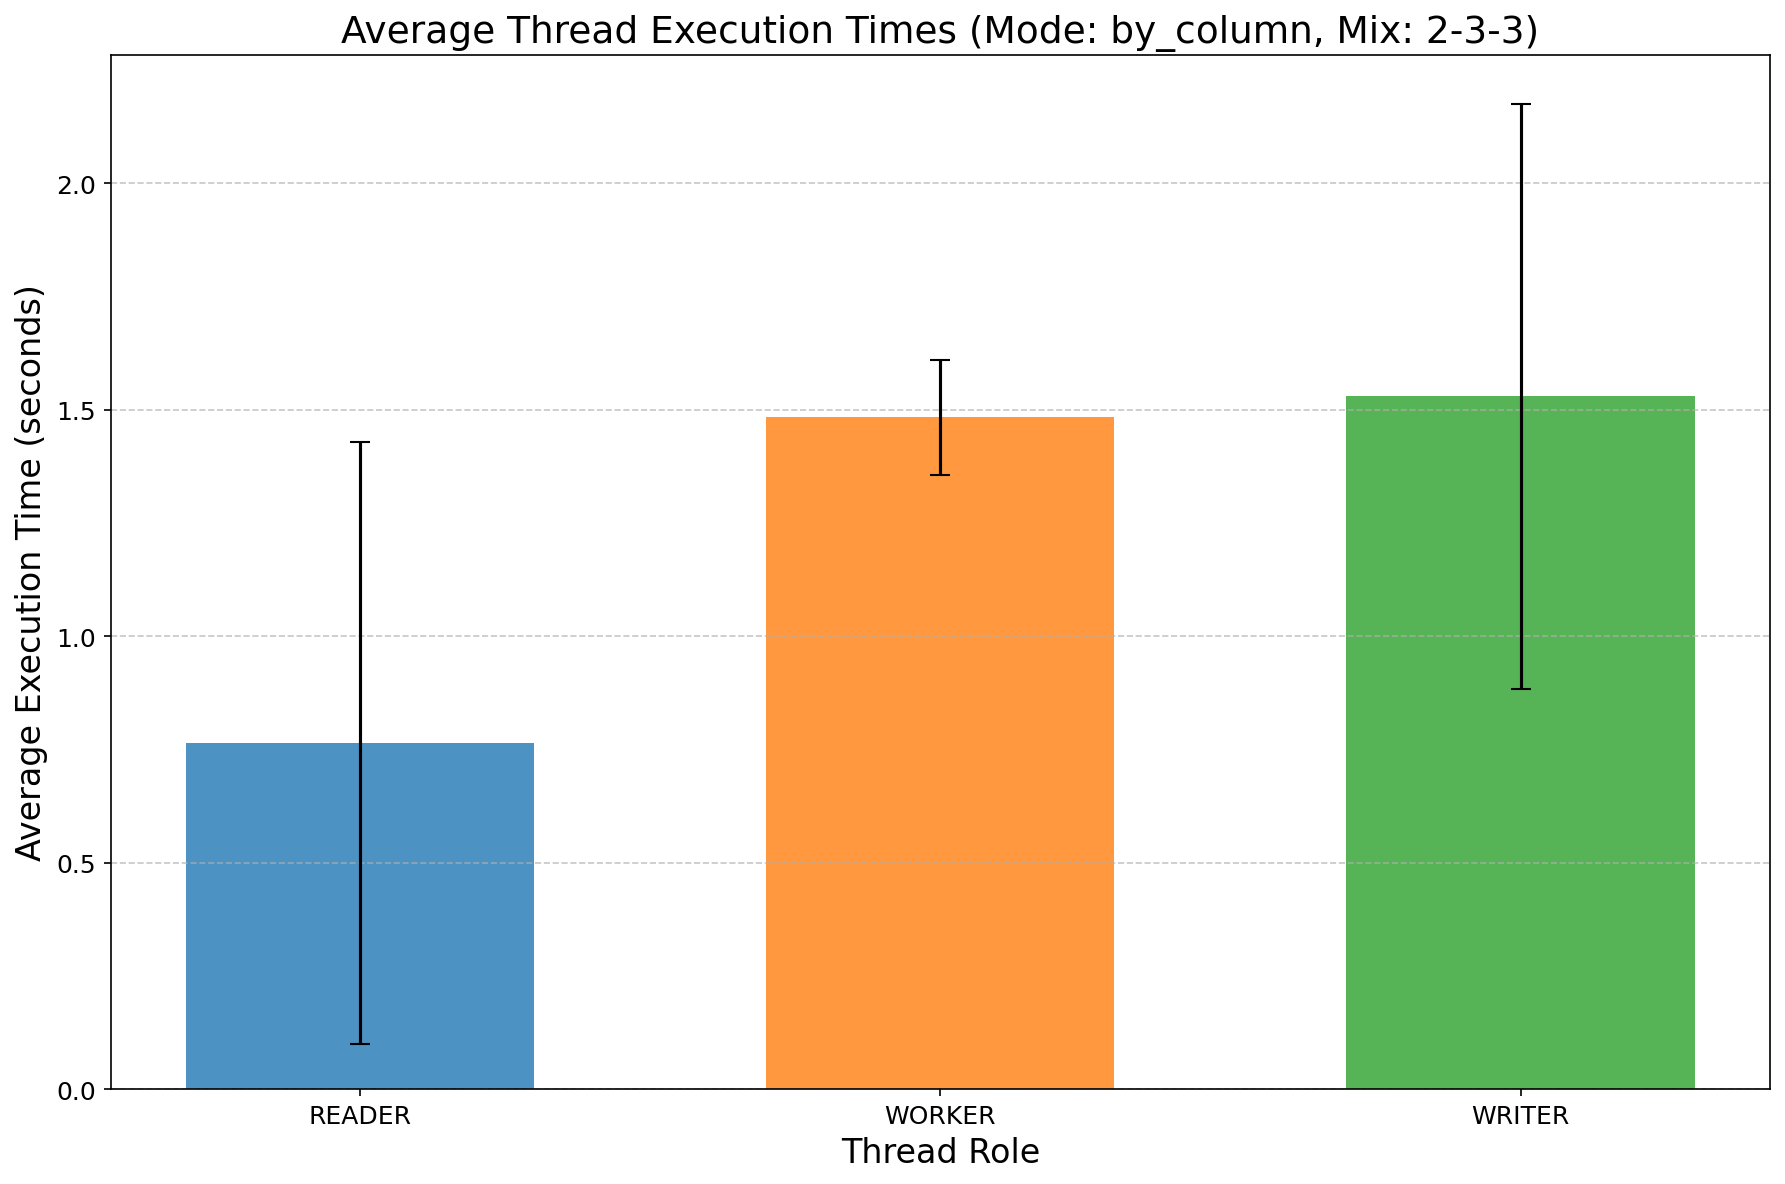 Average Thread Execution Times (Mode: by_column, Mix: 2-3-3)
Average Execution Time (seconds)
2.0
1.5
1.0
0.5
0.0
READER WORKER WRITER
Thread Role